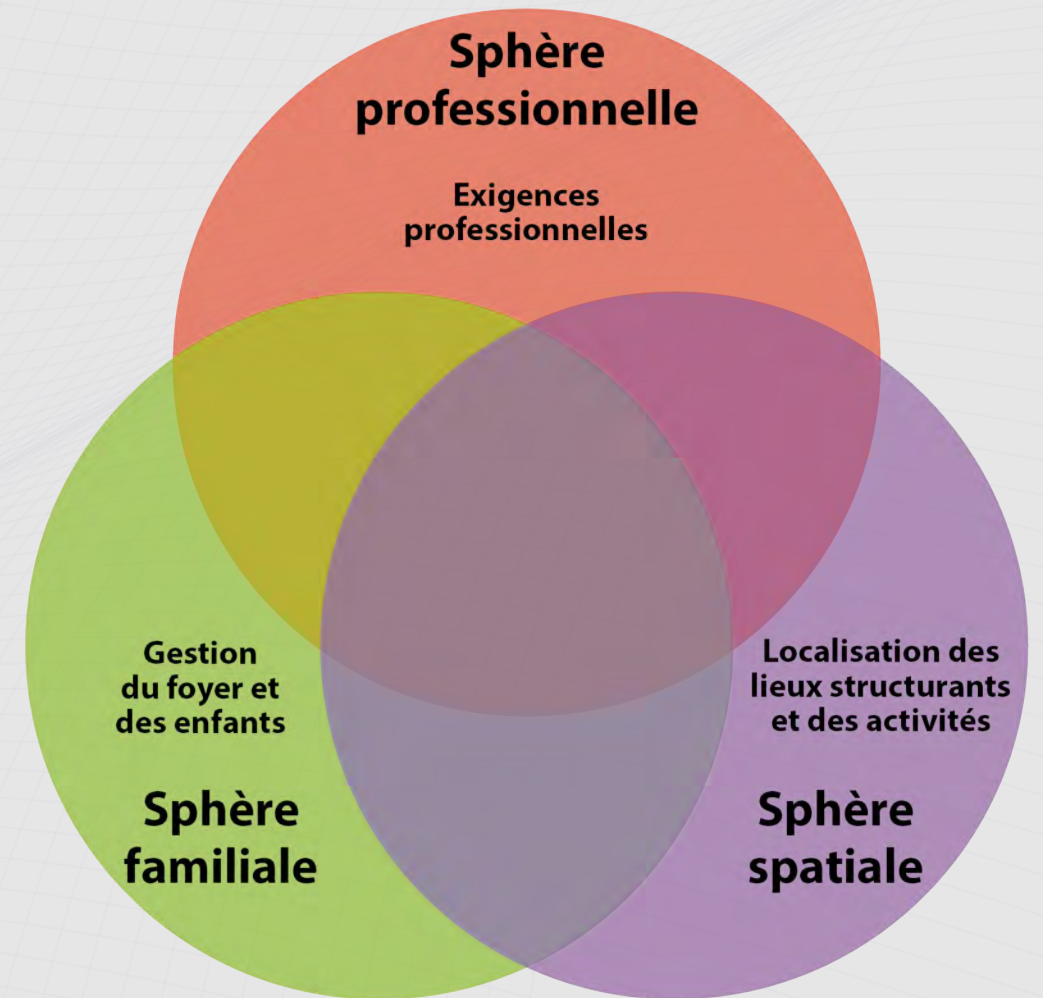 Sphère
professionnelle
Exigences
professionnelles
Gestion
du foyer et
des enfants
Sphère
familiale
Localisation des
lieux structurants
et des activités
Sphère
spatiale